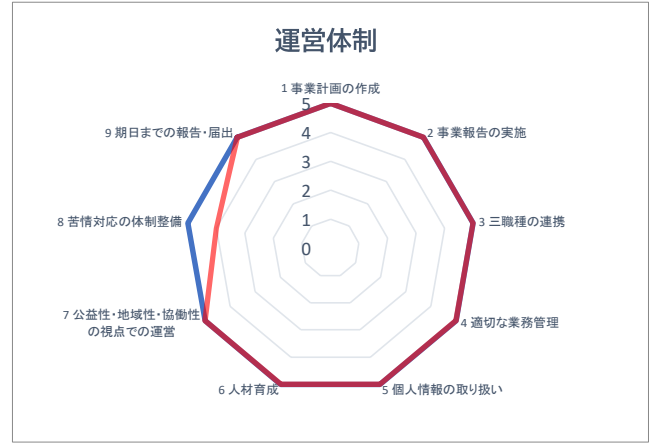 運営体制
1 事業計画の作成
2 事業報告の実施
3 三職種の連携
4 適切な業務管理
5 個人情報の取り扱い
6 人材育成
7 公益性・地域性・協働性
の視点での運営
8 苦情対応の体制整備
9 期日までの報告・届出
5
4
3
2
1
0